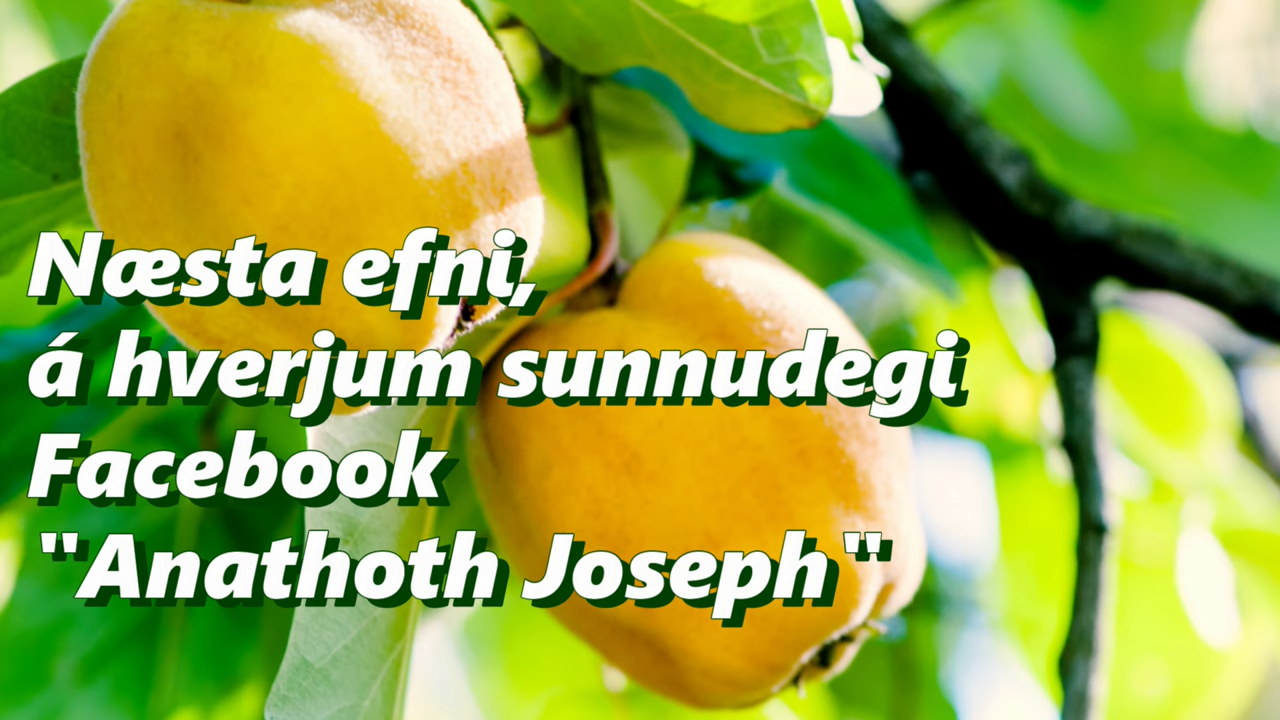 Næsta efni,
á hverjum sunnudegi
Facebook
"Anathoth Joseph"